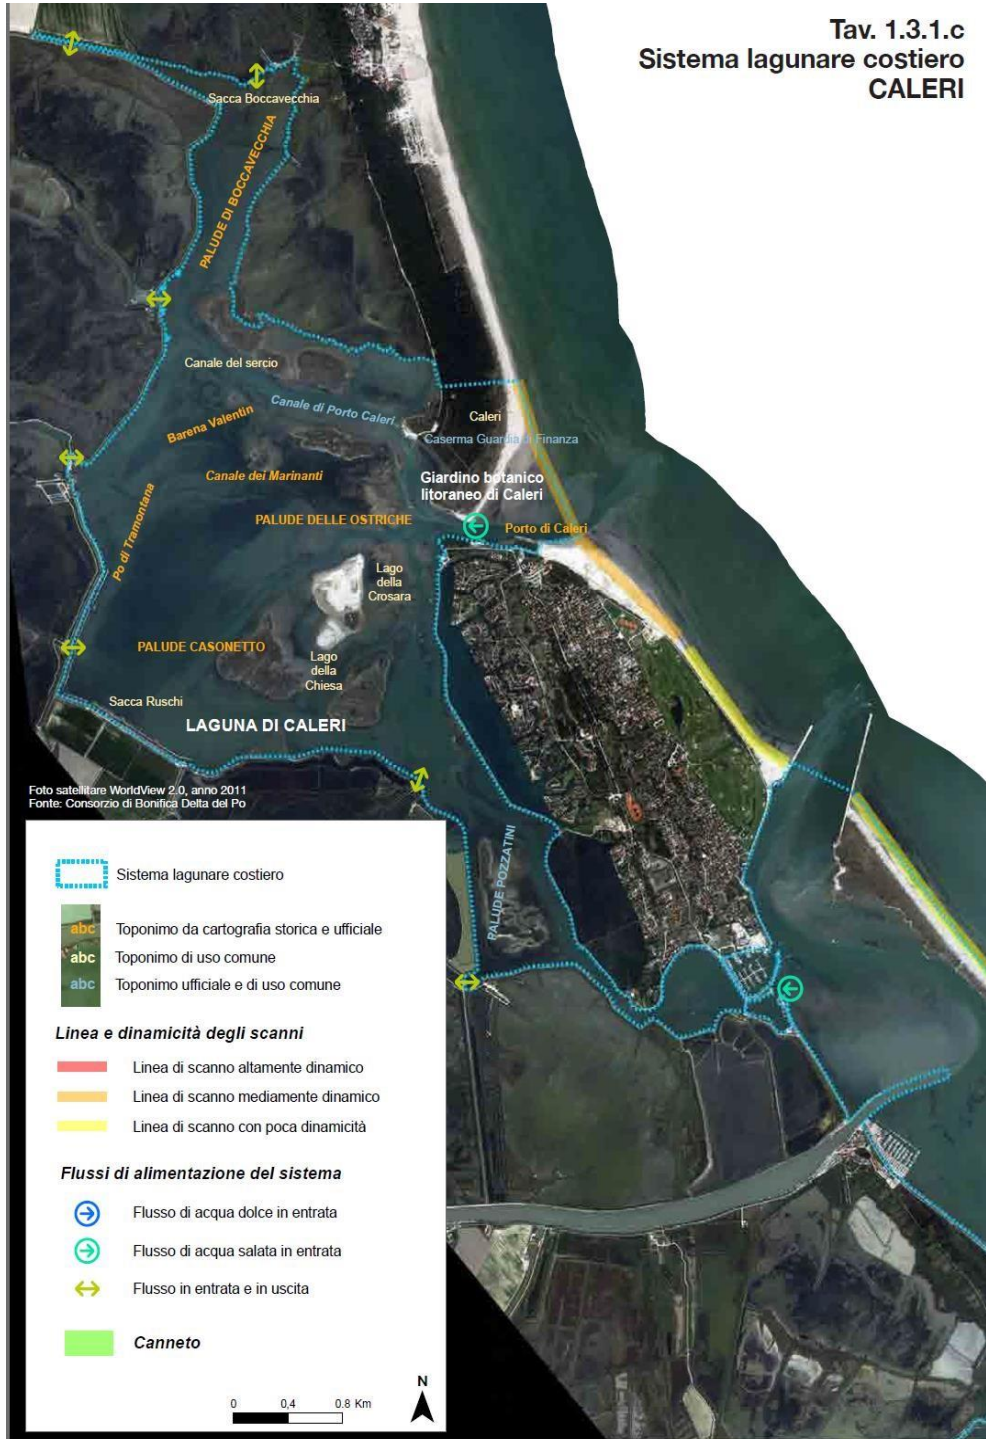 Tav. 1.3.1.c
Sistema lagunare costiero
CALERI
Sacca Boccavecchia
PALUDE DI BOCCAVECCHIA
Canale del sercio
Canale di Porto Caleri
Barena Valentin
Caleri
Caserma Guardia di Finanza
Canale dei Marinanti
Giardino botanico
litoraneo di Caleri
Po di Tramontana
PALUDE DELLE OSTRICHE
Porto di Caleri
Lago
della
Crosara
PALUDE CASONETTO
Lago
della
Chiesa
Sacca Ruschi
LAGUNA DI CALERI
PALUDE POZZATINI
Foto satellitare WorldView 2.0, anno 2011
Fonte: Consorzio di Bonifica Delta del Po
Sistema lagunare costiero
abc Toponimo da cartografia storica e ufficiale
abc Toponimo di uso comune
abc Toponimo ufficiale e di uso comune
Linea e dinamicità degli scanni
Linea di scanno altamente dinamico
Linea di scanno mediamente dinamico
Linea di scanno con poca dinamicità
Flussi di alimentazione del sistema
Flusso di acqua dolce in entrata
Flusso di acqua salata in entrata
Flusso in entrata e in uscita
Canneto
N
0 0,4 0.8 Km